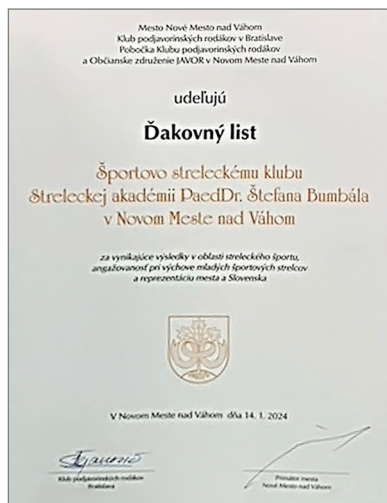 Mesto Nové Mesto nad Váhom
Klub podjavorinských rodákov v Bratislave
Pobočka Klubu podjavorinských rodákov
a Občianske združenie JAVOR v Novom Meste nad Váhom
udeľujú
Ďakovný list
Športovo streleckému klubu
Streleckej akadémii PaedDr. Štefana Bumbála
v Novom Meste nad Váhom
za vynikajúce výsledky v oblasti streleckého športu,
angažovanosť pri výchove mladých športových strelcov
a reprezentáciu mesta a Slovenska
V Novom Meste nad Váhom dňa 14. 1. 2024
Klub podjavorinských rodákov
Bratislava
Primátor mesta
Nové Mesto nad Váhom